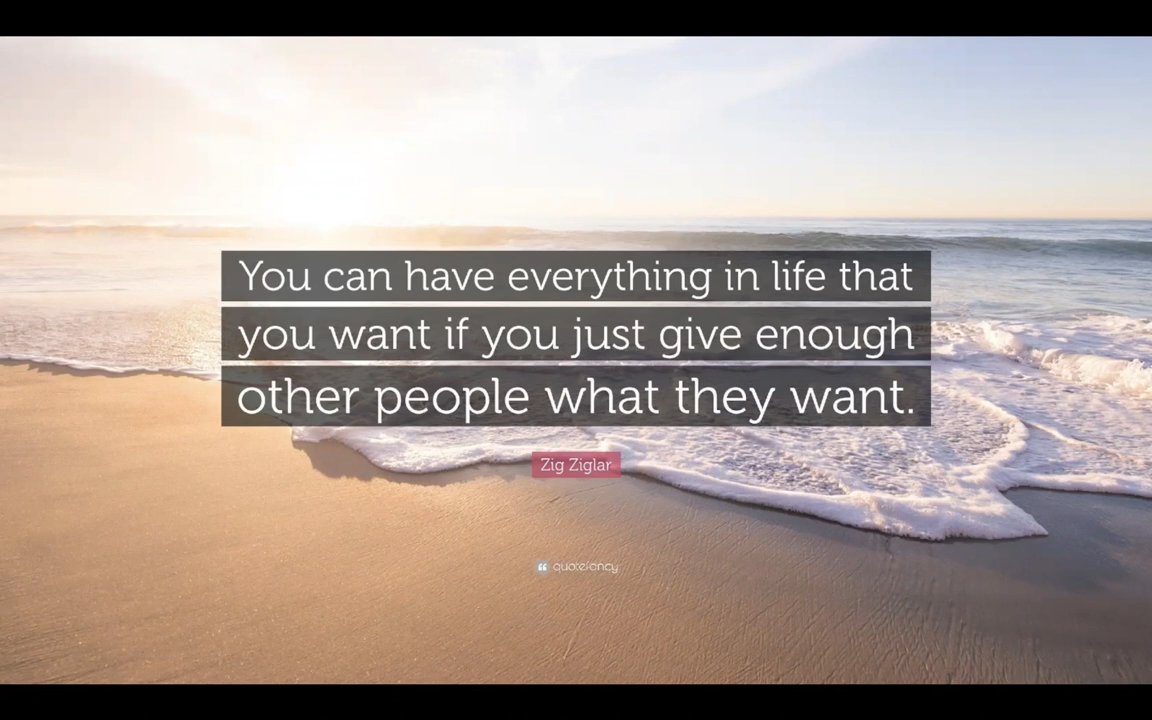 You can have everything in life that
you want if you just give enough
other people what they want.
Zig Ziglar
quotefancy